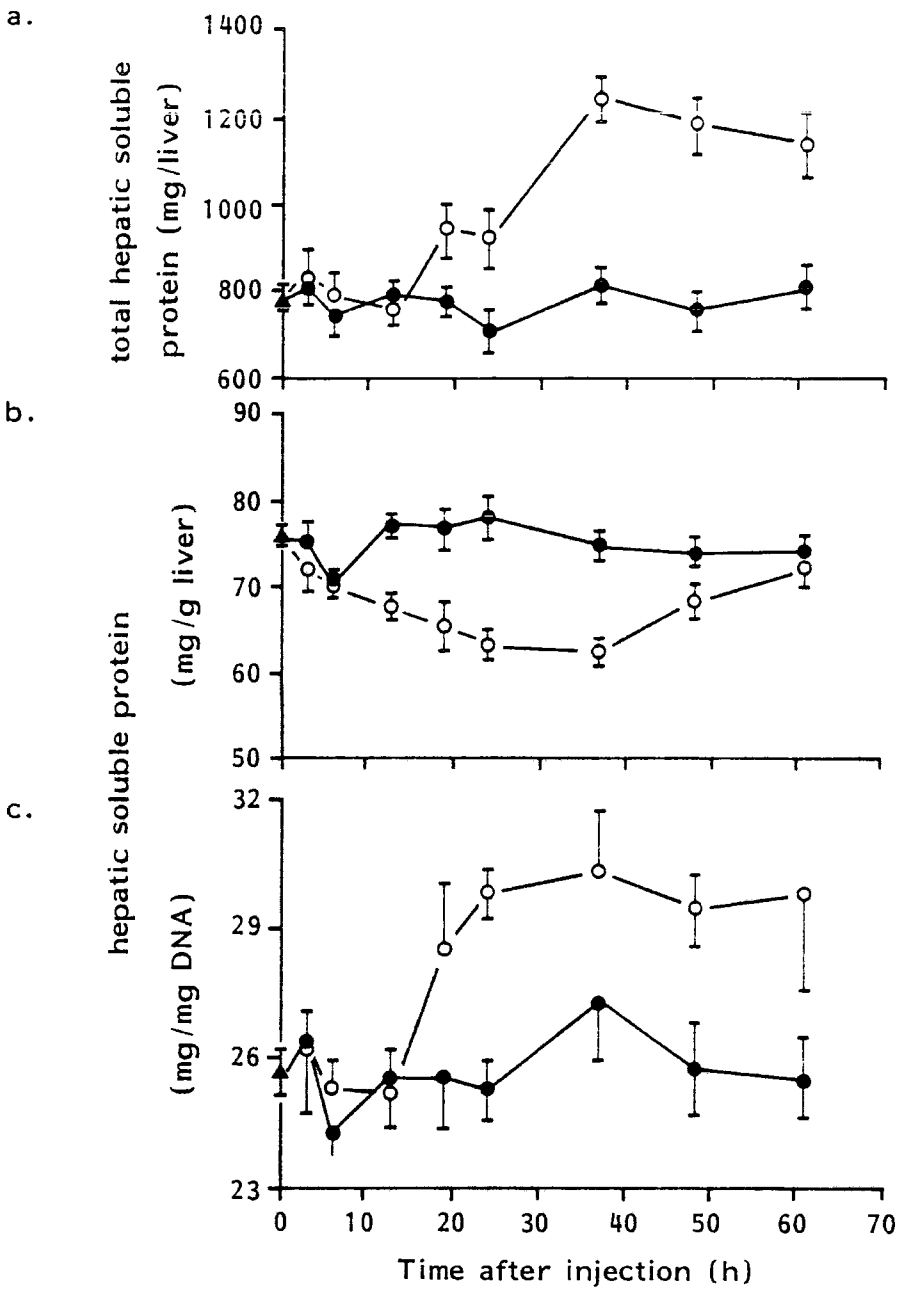 a.
total hepatic soluble
protein (mg/liver)
1400
1200
1000
800
600
b.
hepatic soluble protein
(mg/g liver)
90
80
70
60
50
c.
(mg/mg DNA)
32
29
26
23
0 10 20 30 40 50 60 70
Time after injection (h)